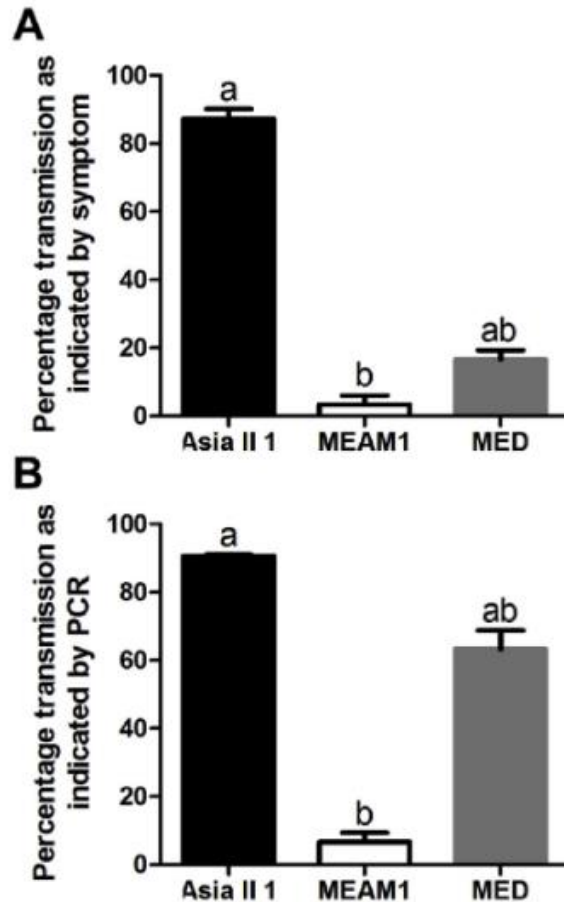 A
Percentage transmission as
indicated by symptom
100
80
60
40
20
0
a
b
ab
Asia II 1 MEAM1 MED
B
Percentage transmission as
indicated by PCR
100
80
60
40
20
0
a
b
ab
Asia II 1 MEAM1 MED